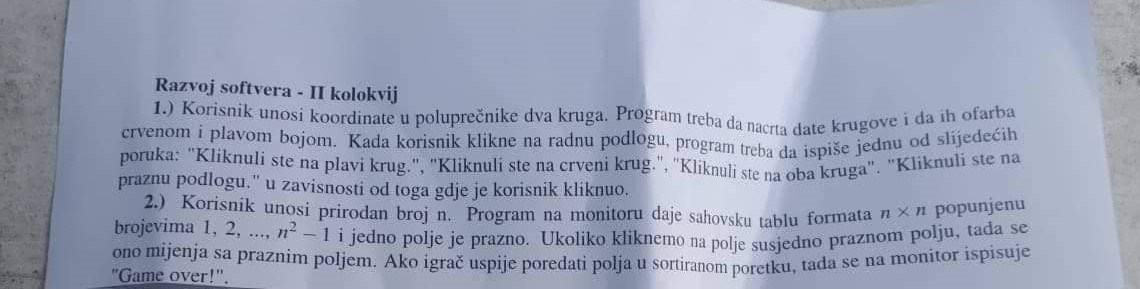 Razvoj softvera - II kolokvij
1.) Korisnik unosi koordinate u poluprečnike dva kruga. Program treba da nacrta date krugove i da ih ofarba
crvenom i plavom bojom. Kada korisnik klikne na radnu podlogu, program treba da ispiše jednu od slijedećih
poruka: "Kliknuli ste na plavi krug.", "Kliknuli ste na crveni krug.", "Kliknuli ste na oba kruga". "Kliknuli ste na
praznu podlogu." u zavisnosti od toga gdje je korisnik kliknuo.
2.) Korisnik unosi prirodan broj n. Program na monitoru daje sahovsku tablu formata n × n popunjenu
brojevima 1, 2, ..., n² − 1 i jedno polje je prazno. Ukoliko kliknemo na polje susjedno praznom polju, tada se
ono mijenja sa praznim poljem. Ako igrač uspije poredati polja u sortiranom poretku, tada se na monitor ispisuje
"Game over!".